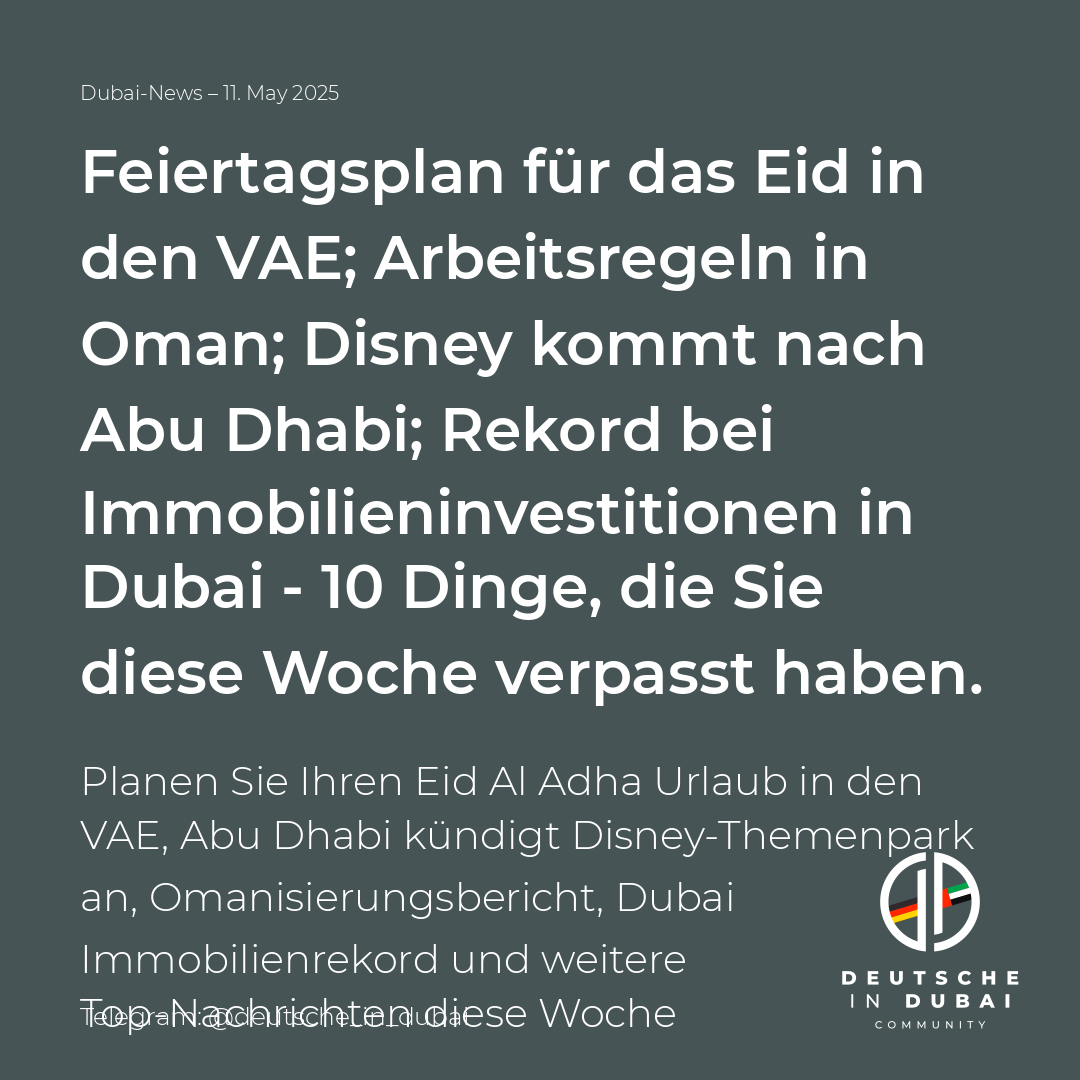 Dubai-News – 11. May 2025
Feiertagsplan für das Eid in
den VAE; Arbeitsregeln in
Oman; Disney kommt nach
Abu Dhabi; Rekord bei
Immobilieninvestitionen in
Dubai - 10 Dinge, die Sie
diese Woche verpasst haben.
Planen Sie Ihren Eid Al Adha Urlaub in den
VAE, Abu Dhabi kündigt Disney-Themenpark
an, Omanisierungsbericht, Dubai
Immobilienrekord und weitere
Top-Nachrichten diese Woche
Telegram: @deutsche_in_dubai
DEUTSCHE
IN DUBAI
COMMUNITY